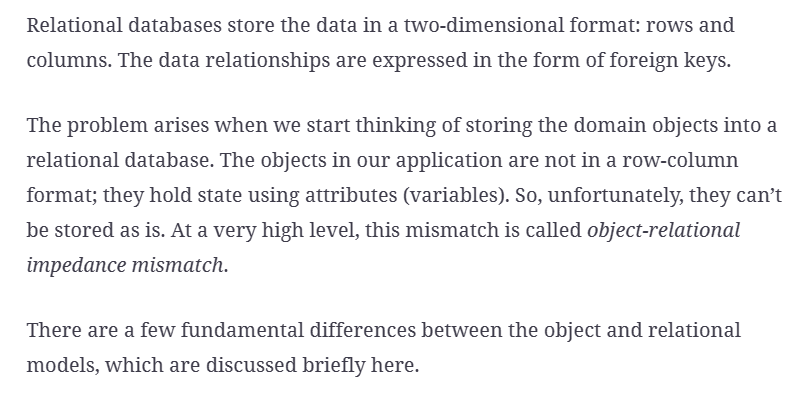 Relational databases store the data in a two-dimensional format: rows and
columns. The data relationships are expressed in the form of foreign keys.
The problem arises when we start thinking of storing the domain objects into a
relational database. The objects in our application are not in a row-column
format; they hold state using attributes (variables). So, unfortunately, they can’t
be stored as is. At a very high level, this mismatch is called object-relational
impedance mismatch.
There are a few fundamental differences between the object and relational
models, which are discussed briefly here.